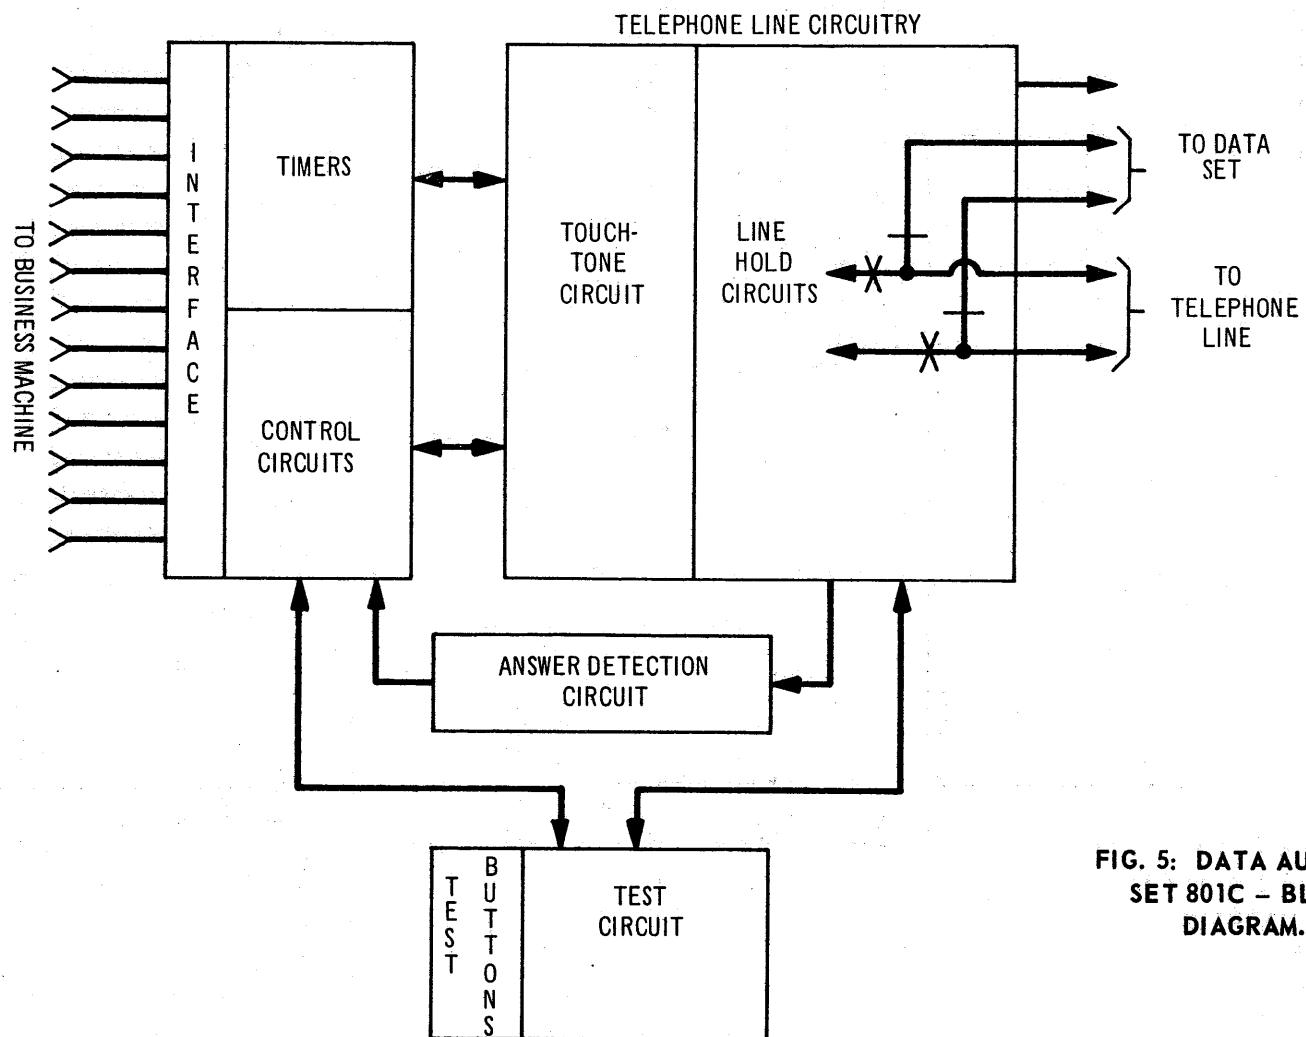 TELEPHONE LINE CIRCUITRY
TO BUSINESS MACHINE
INTERFACE
TIMERS
CONTROL
CIRCUITS
TOUCH-
TONE
CIRCUIT
LINE
HOLD
CIRCUITS
TO DATA
SET
TO
TELEPHONE
LINE
ANSWER DETECTION
CIRCUIT
TEST
BUTTONS
TEST
CIRCUIT
FIG. 5: DATA AU
SET 801C – BL
DIAGRAM.